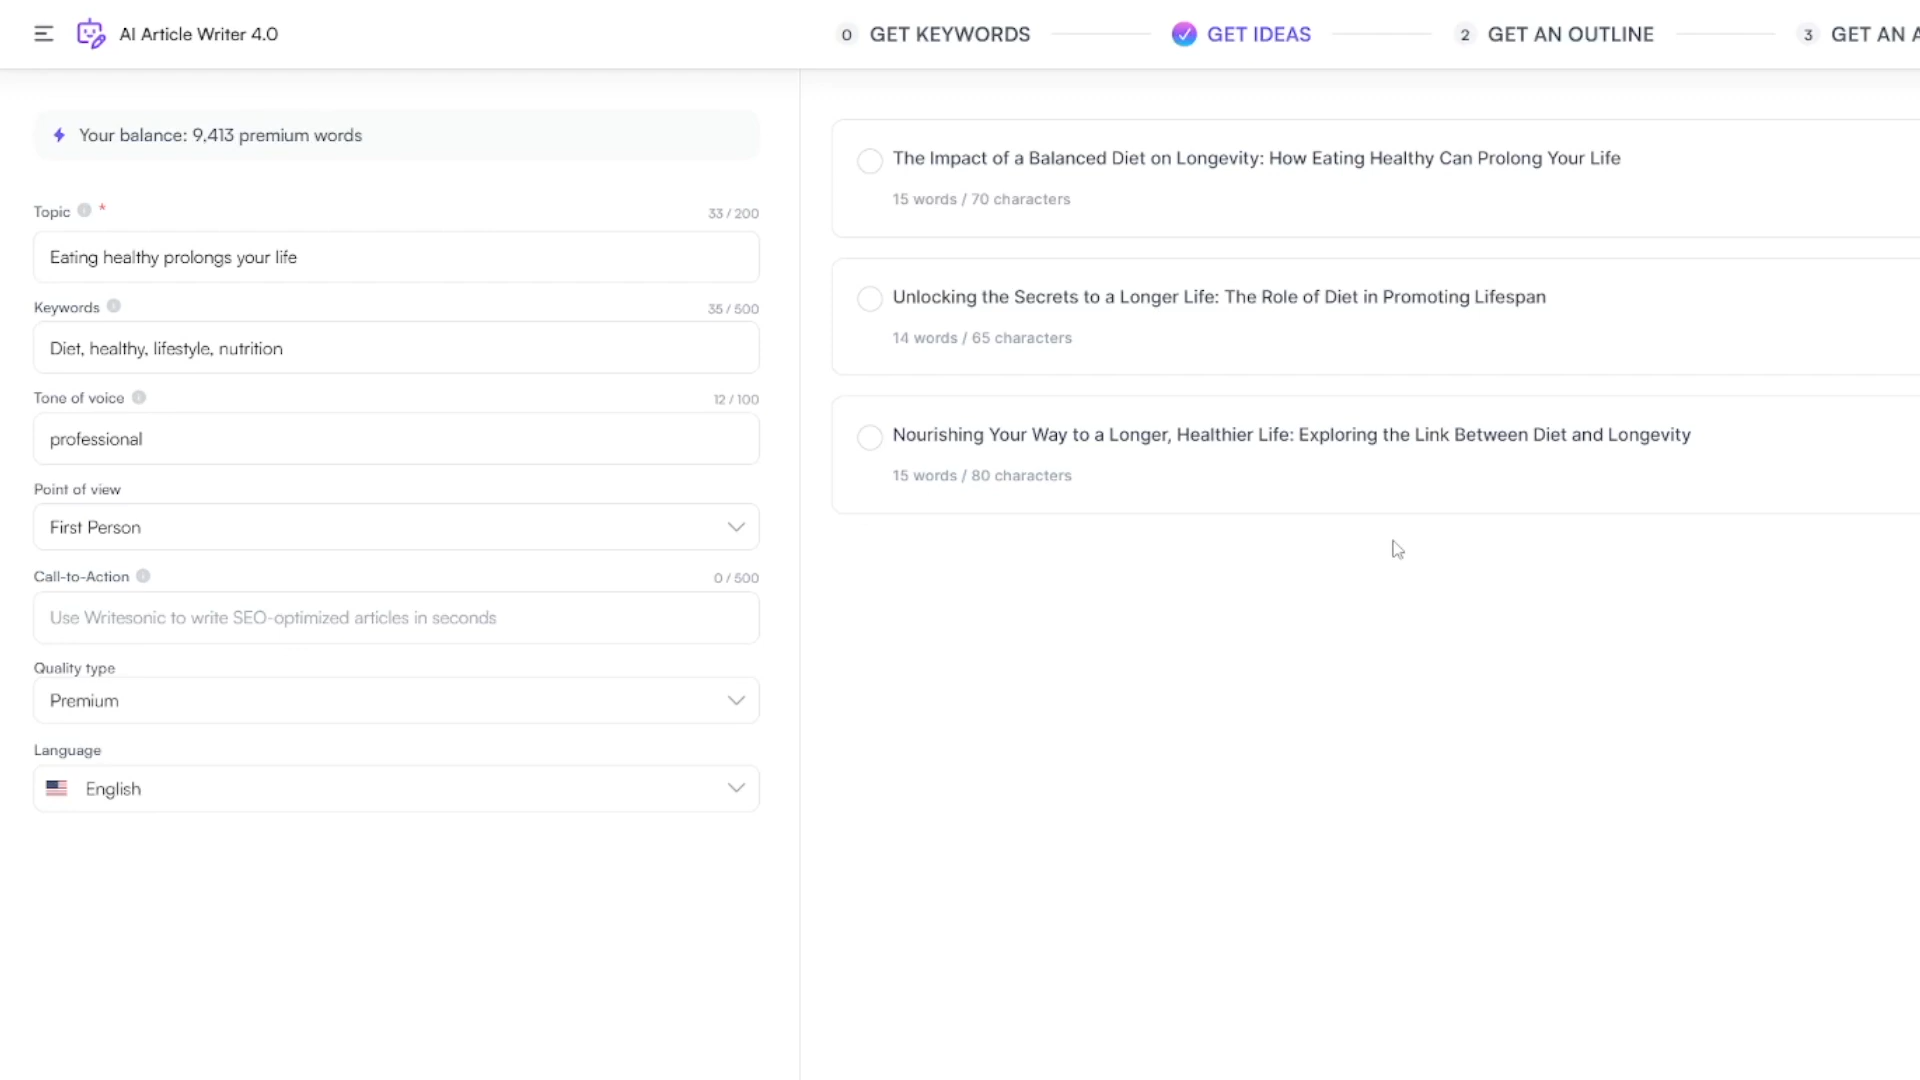 AI Article Writer 4.0
0 GET KEYWORDS
GET IDEAS
2 GET AN OUTLINE
3 GET AN A
Your balance: 9,413 premium words
Topic * 33 / 200
Eating healthy prolongs your life
Keywords 35 / 500
Diet, healthy, lifestyle, nutrition
Tone of voice 12 / 100
professional
Point of view
First Person
Call-to-Action 0 / 500
Use Writesonic to write SEO-optimized articles in seconds
Quality type
Premium
Language
English
The Impact of a Balanced Diet on Longevity: How Eating Healthy Can Prolong Your Life
15 words / 70 characters
Unlocking the Secrets to a Longer Life: The Role of Diet in Promoting Lifespan
14 words / 65 characters
Nourishing Your Way to a Longer, Healthier Life: Exploring the Link Between Diet and Longevity
15 words / 80 characters